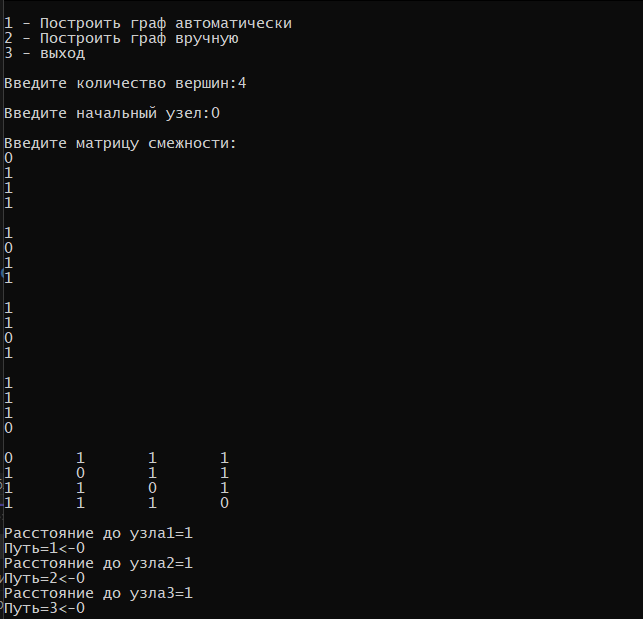 1 - Построить граф автоматически
2 - Построить граф вручную
3 - выход
Введите количество вершин:4
Введите начальный узел:0
Введите матрицу смежности:
0
1
1
1
1
0
1
1
1
1
0
1
1
1
1
0
0 1 1 1
1 0 1 1
1 1 0 1
1 1 1 0
Расстояние до узла1=1
Путь=1<-0
Расстояние до узла2=1
Путь=2<-0
Расстояние до узла3=1
Путь=3<-0